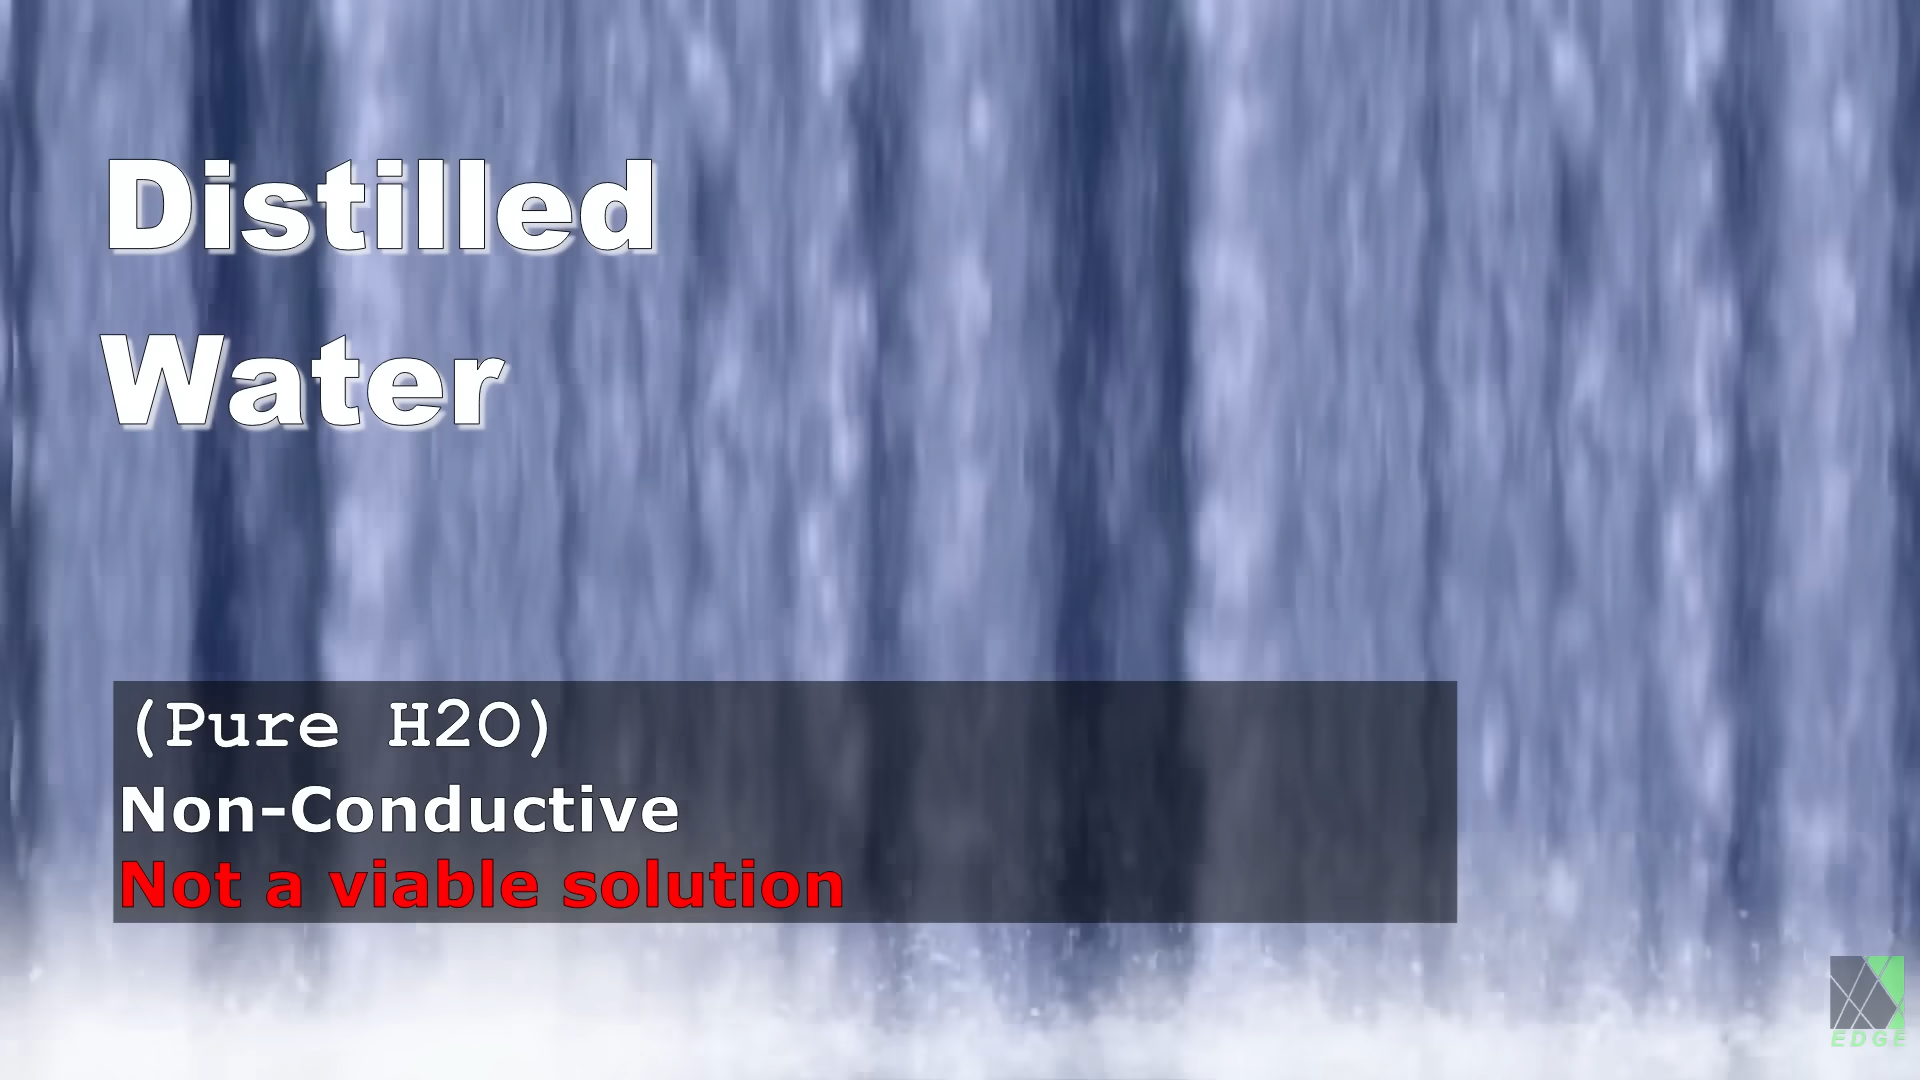 Distilled
Water
(Pure H2O)
Non-Conductive
Not a viable solution
EDGE